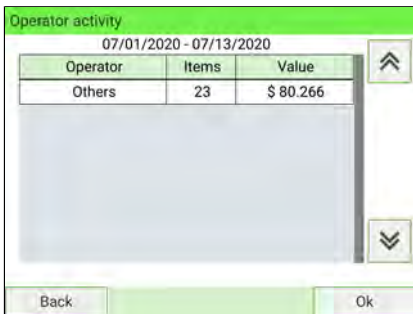 Operator activity
07/01/2020 - 07/13/2020
Operator Items Value
Others 23 $ 80.266
Back Ok